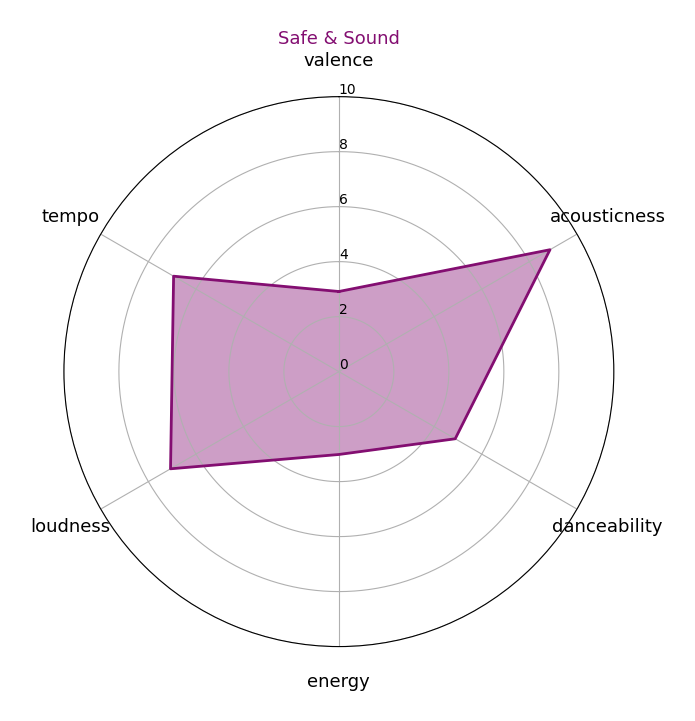 Safe & Sound
valence
10
8
6
4
2
0
tempo
acousticness
loudness
danceability
energy